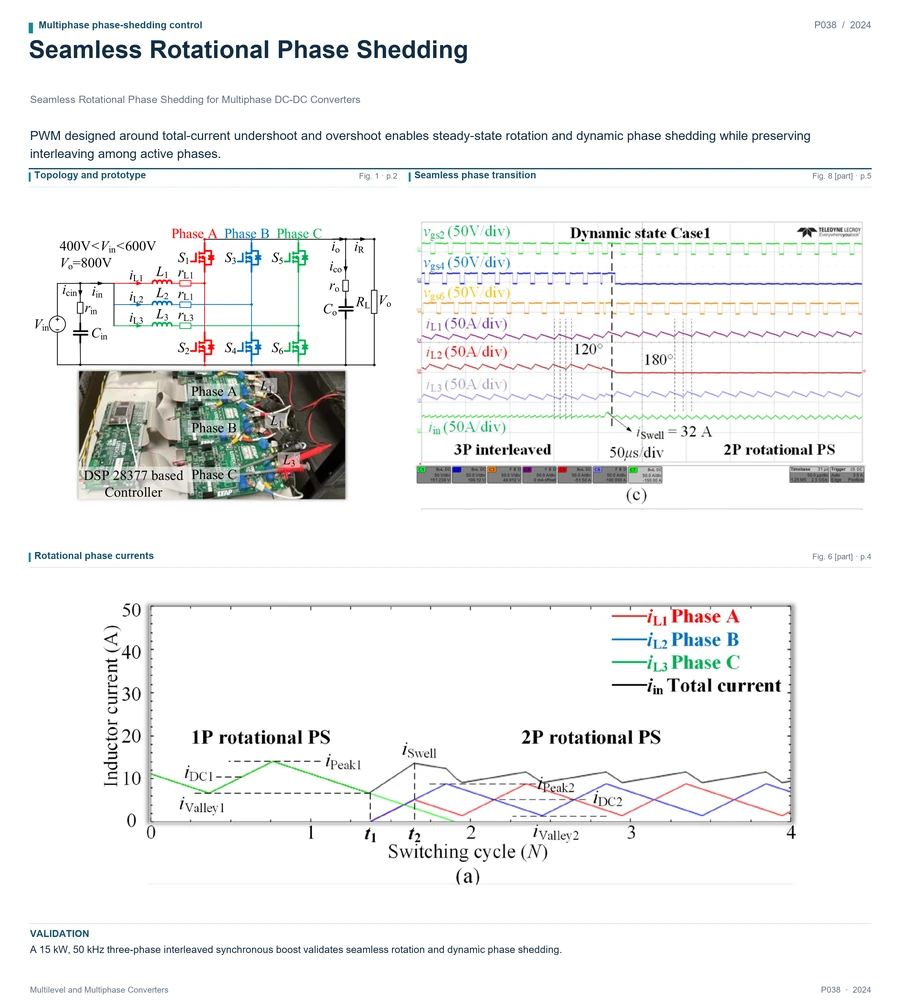 Multiphase phase-shedding control
P038 / 2024
Seamless Rotational Phase Shedding
Seamless Rotational Phase Shedding for Multiphase DC-DC Converters
PWM designed around total-current undershoot and overshoot enables steady-state rotation and dynamic phase shedding while preserving
interleaving among active phases.
Topology and prototype
Fig. 1 · p.2
Seamless phase transition
Fig. 8 [part] · p.5
Phase A Phase B Phase C
400V<Vin<600V
Vo=800V
S1 S3 S5
io iR
ico
iL1 L1 rL1
icin iin
iL2 L2 rL1
iL3 L3 rL3
rin
ro
Co RL Vo
Vin
Cin
S2 S4 S6
Phase A
L1
Phase B
L1
L3
DSP 28377 based Phase C
Controller
vgs2 (50V/div)
Dynamic state Case1
TELEDYNE LECROY
Everywhereyoulook
vgs4 (50V/div)
vgs6 (50V/div)
iL1 (50A/div)
iL2 (50A/div)
120°
180°
iL3 (50A/div)
iin (50A/div)
iSwell = 32 A
3P interleaved
50μs/div
2P rotational PS
(c)
Rotational phase currents
Fig. 6 [part] · p.4
Inductor current (A)
50
40
30
20
10
0
iL1 Phase A
iL2 Phase B
iL3 Phase C
iin Total current
1P rotational PS
2P rotational PS
iSwell
iPeak1
iDC1
iValley1
iPeak2
iDC2
iValley2
0 1 t1 t2 2 3 4
Switching cycle (N)
(a)
VALIDATION
A 15 kW, 50 kHz three-phase interleaved synchronous boost validates seamless rotation and dynamic phase shedding.
Multilevel and Multiphase Converters
P038 · 2024